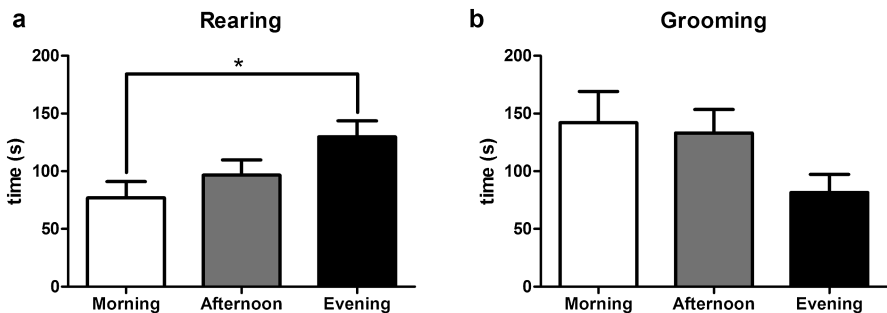 a Rearing
200
150
100
50
0
time (s)
*
Morning Afternoon Evening
b Grooming
200
150
100
50
0
time (s)
Morning Afternoon Evening